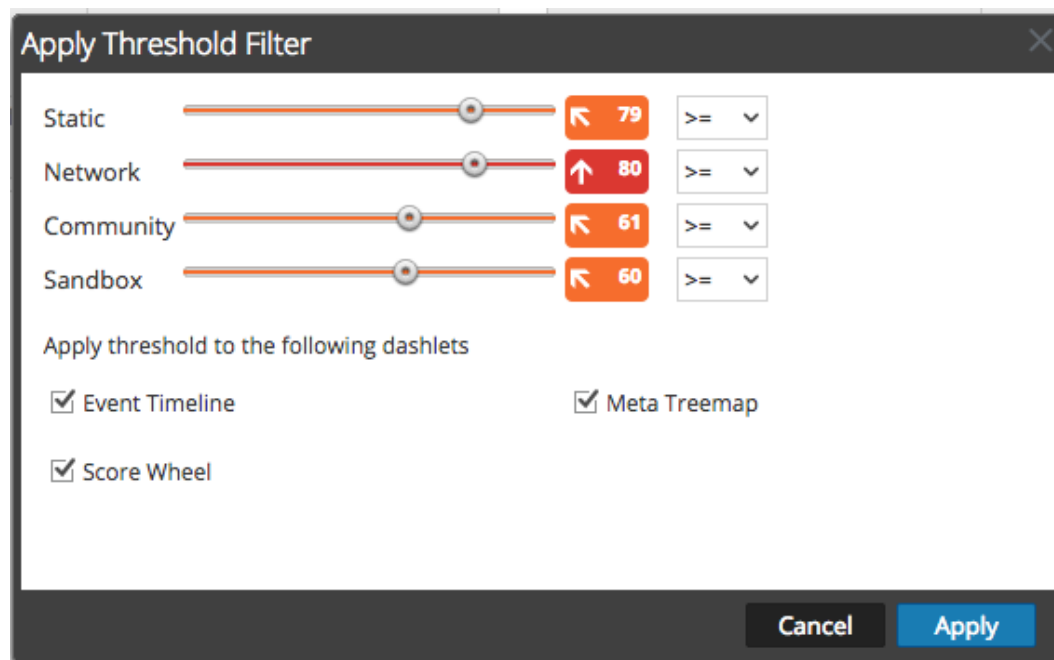 Apply Threshold Filter
Static 79 >=
Network 80 >=
Community 61 >=
Sandbox 60 >=
Apply threshold to the following dashlets
Event Timeline Meta Treemap
Score Wheel
Cancel Apply